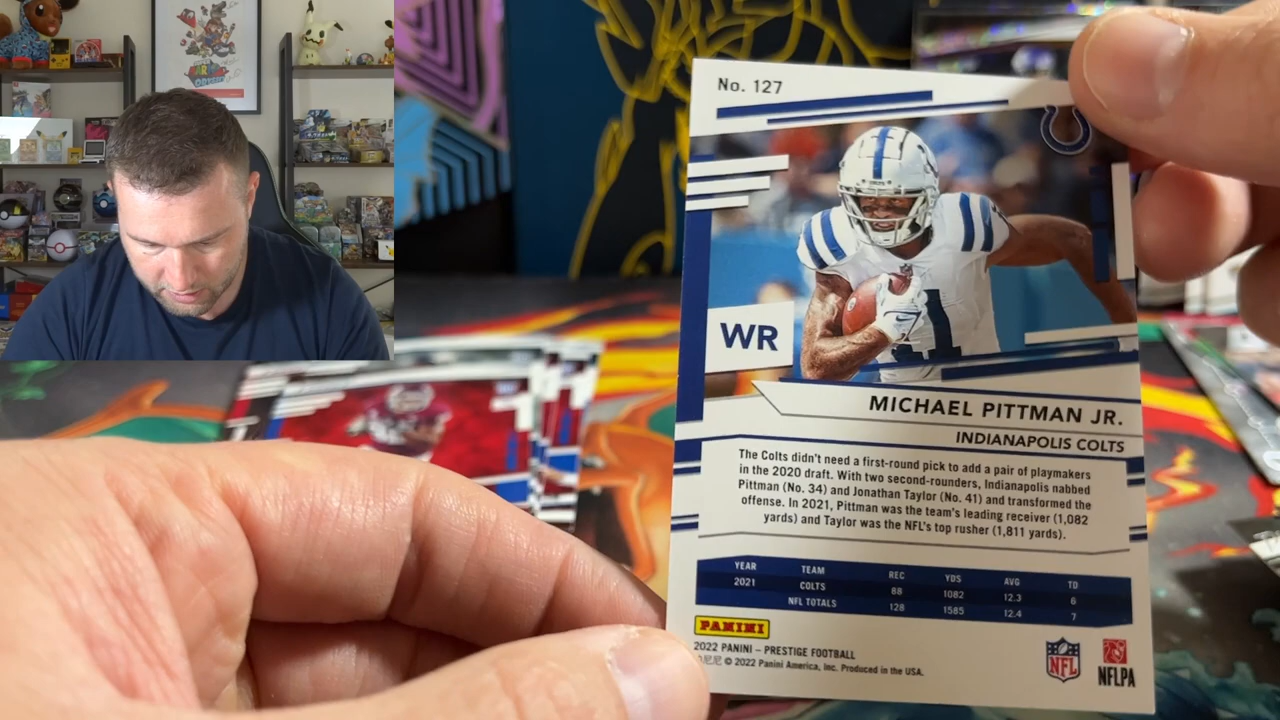 No. 127
WR
11
MICHAEL PITTMAN JR.
INDIANAPOLIS COLTS
The Colts didn't need a first-round pick to add a pair of playmakers
in the 2020 draft. With two second-rounders, Indianapolis nabbed
Pittman (No. 34) and Jonathan Taylor (No. 41) and transformed the
offense. In 2021, Pittman was the team's leading receiver (1,082
yards) and Taylor was the NFL's top rusher (1,811 yards).
YEAR TEAM REC YDS AVG TD
2021 COLTS 88 1082 12.3 6
NFL TOTALS 128 1585 12.4 7
PANINI
2022 PANINI – PRESTIGE FOOTBALL
© 2022 Panini America, Inc. Produced in the USA.
NFL
NFLPA